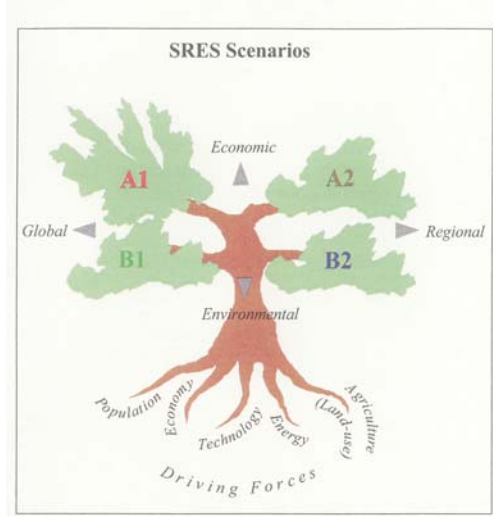 SRES Scenarios
Economic
A1
A2
Global
Regional
B1
B2
Environmental
Population
Economy
Technology
Energy
Agriculture
(Land-use)
Driving Forces